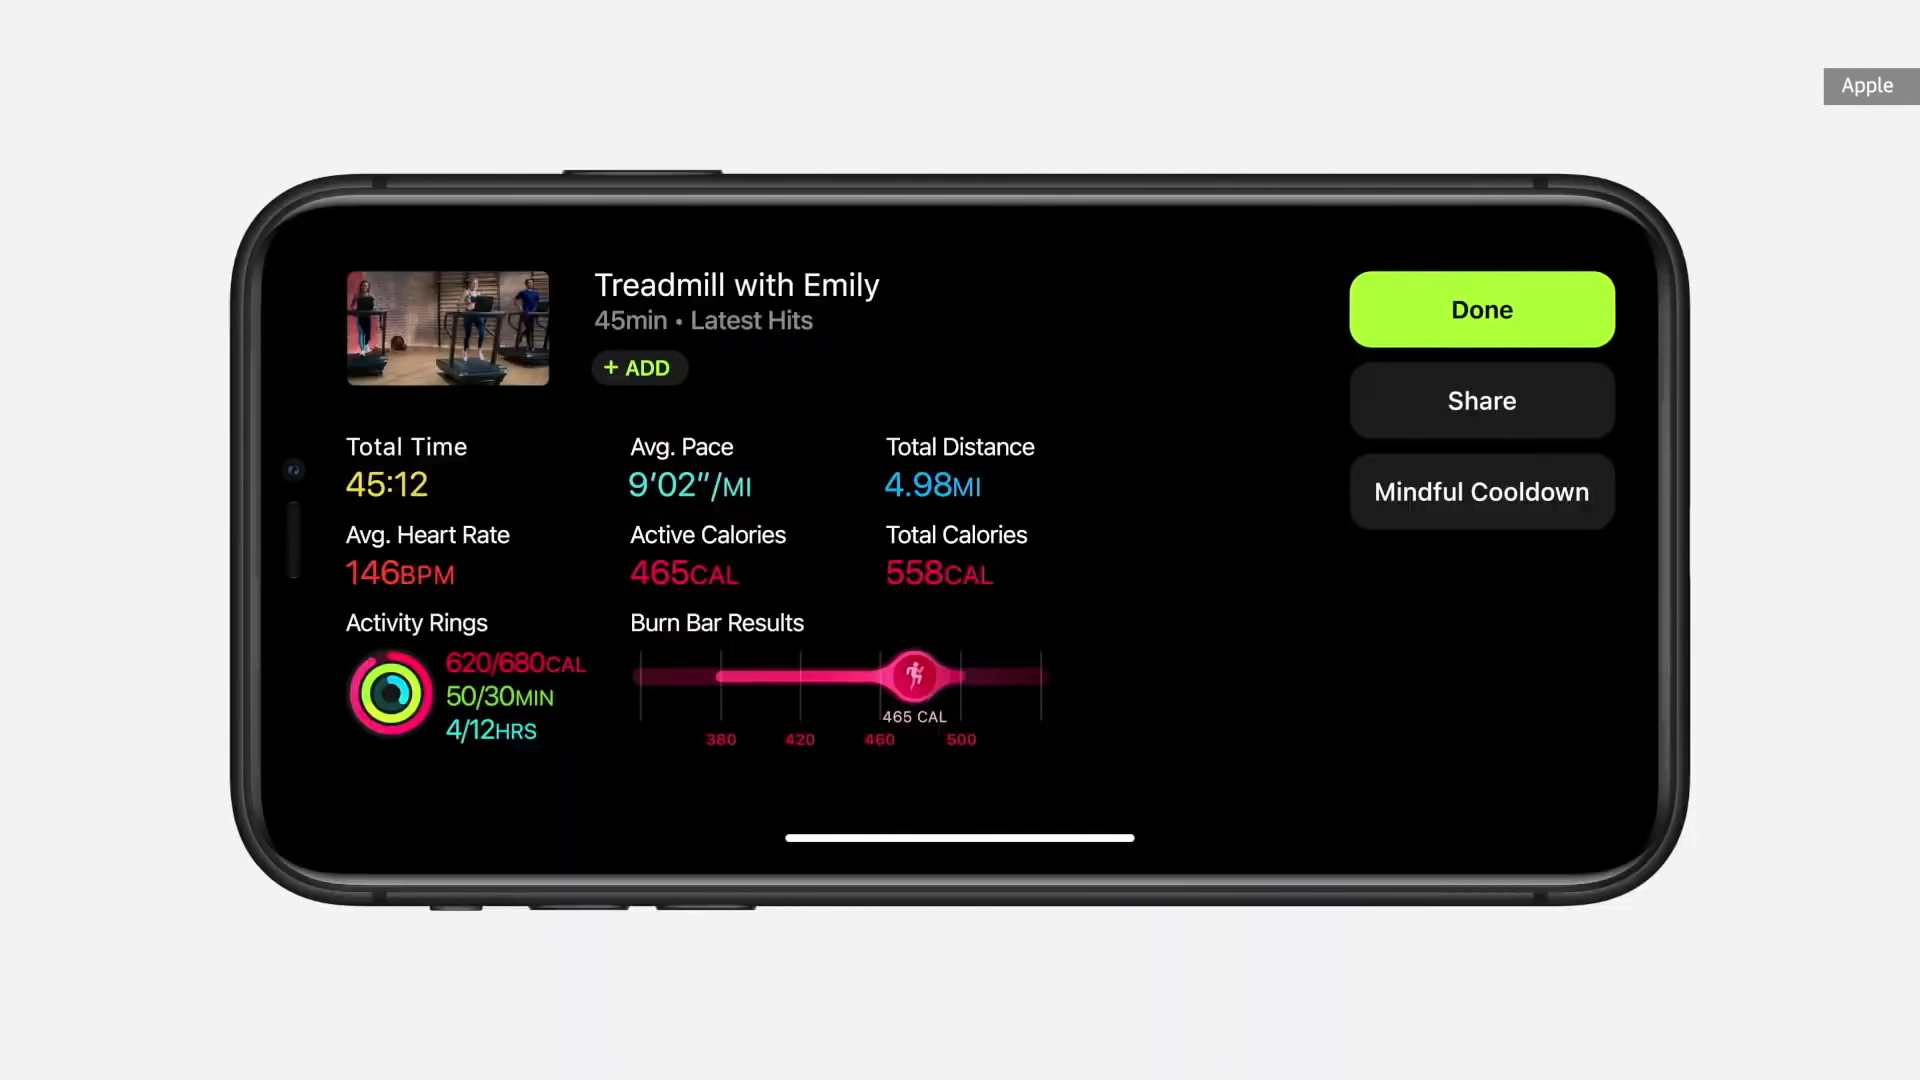 Apple
Treadmill with Emily
45min • Latest Hits
+ ADD
Done
Share
Mindful Cooldown
Total Time
45:12
Avg. Pace
9’02”/MI
Total Distance
4.98MI
Avg. Heart Rate
146BPM
Active Calories
465CAL
Total Calories
558CAL
Activity Rings
620/680CAL
50/30MIN
4/12HRS
Burn Bar Results
465 CAL
380 420 460 500